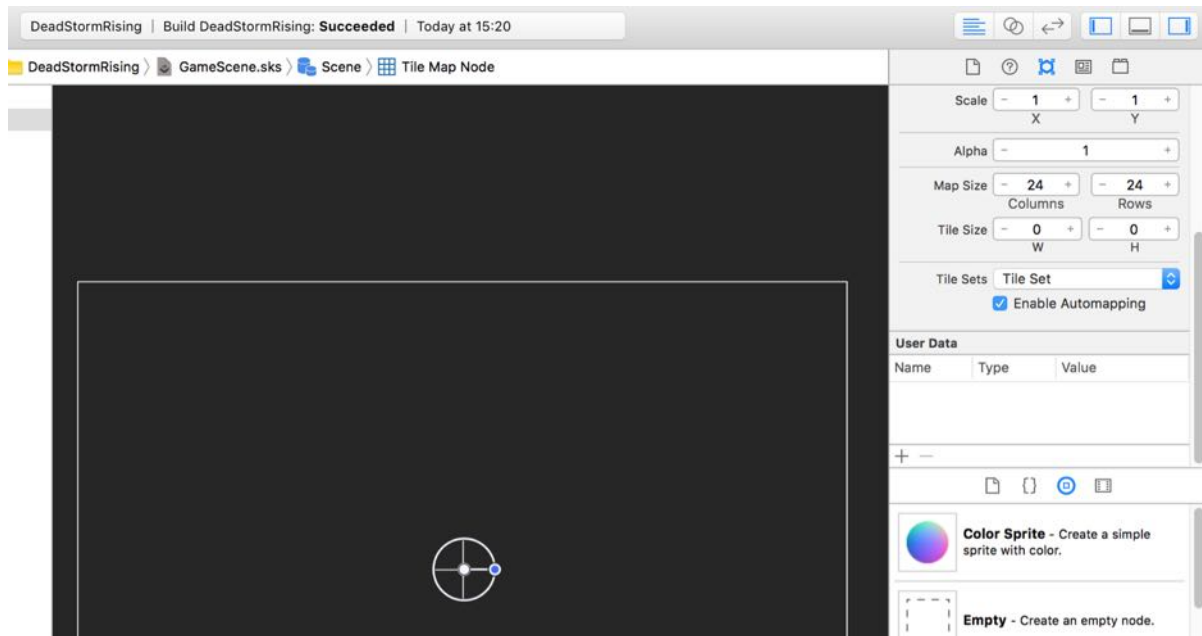 DeadStormRising | Build DeadStormRising: Succeeded | Today at 15:20
DeadStormRising 〉 GameScene.sks 〉 Scene 〉 Tile Map Node
Scale - 1 + - 1 +
X Y
Alpha - 1 +
Map Size - 24 + - 24 +
Columns Rows
Tile Size - 0 + - 0 +
W H
Tile Sets Tile Set
Enable Automapping
User Data
Name Type Value
+ −
{}
Color Sprite - Create a simple
sprite with color.
Empty - Create an empty node.